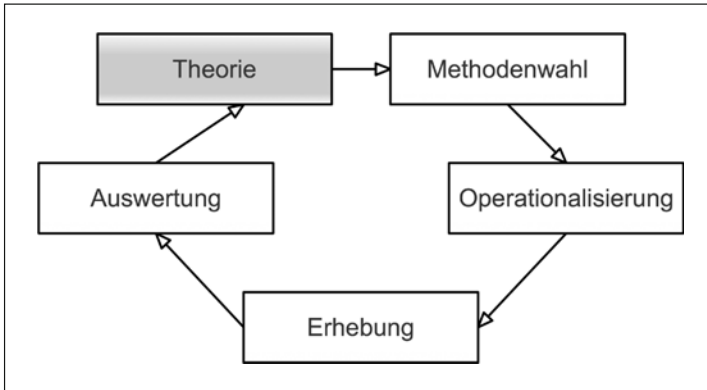 Theorie
Methodenwahl
Operationalisierung
Erhebung
Auswertung